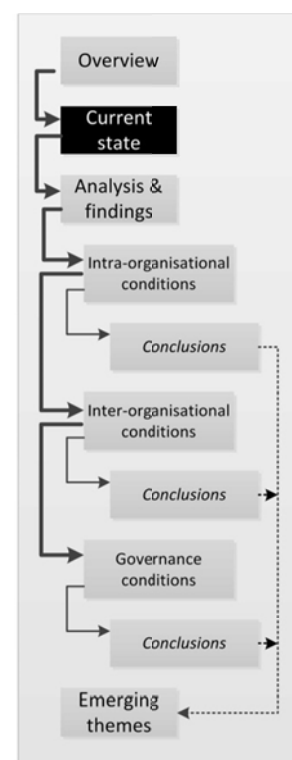 Overview
Current
state
Analysis &
findings
Intra-organisational
conditions
Conclusions
Inter-organisational
conditions
Conclusions
Governance
conditions
Conclusions
Emerging
themes